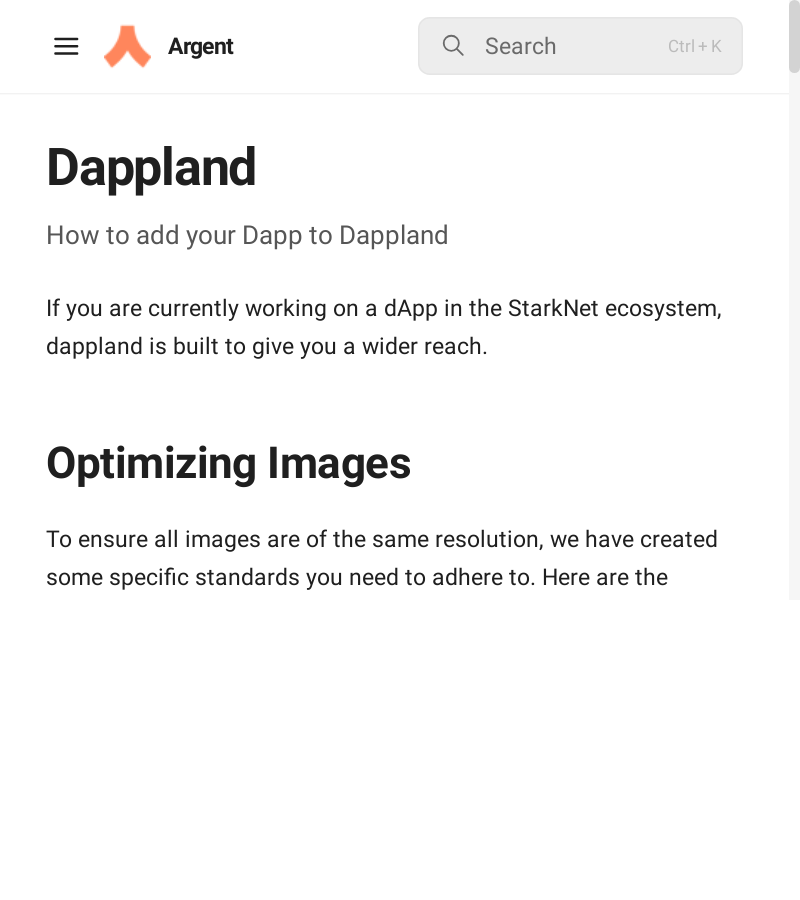 Argent
Search
Ctrl + K
Dappland
How to add your Dapp to Dappland
If you are currently working on a dApp in the StarkNet ecosystem,
dappland is built to give you a wider reach.
Optimizing Images
To ensure all images are of the same resolution, we have created
some specific standards you need to adhere to. Here are the